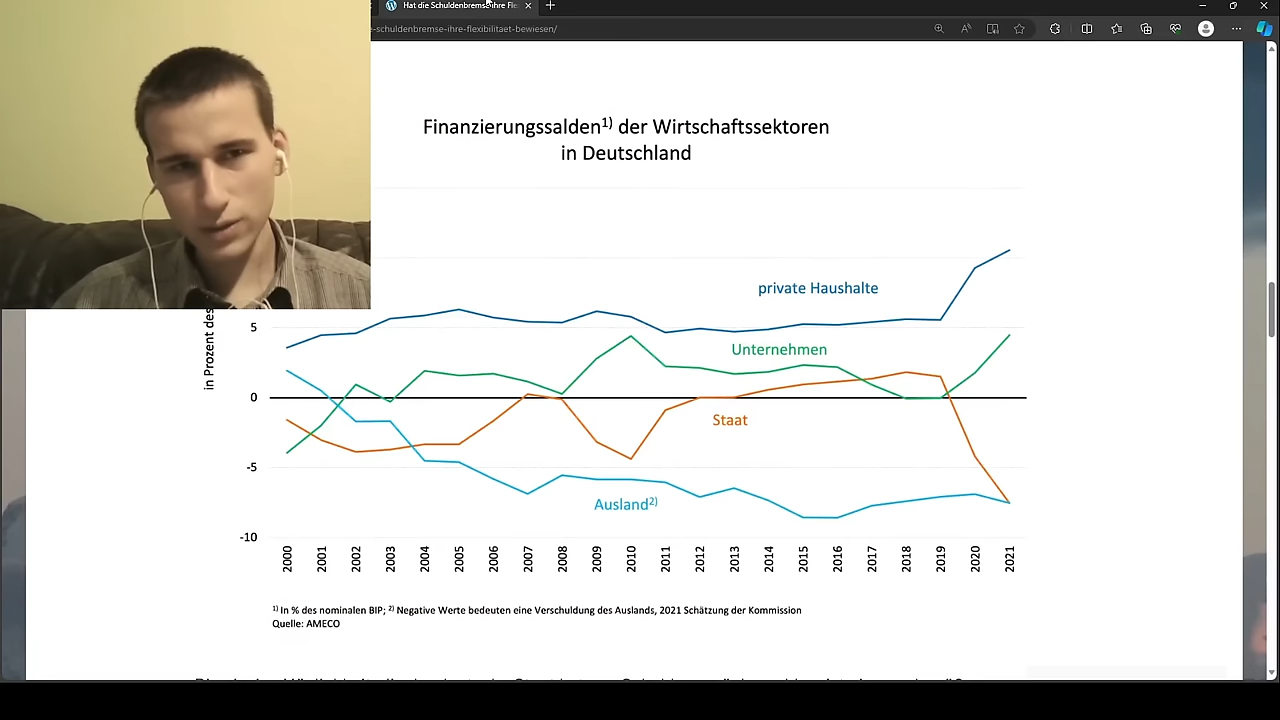 Hat die Schuldenbremse ihre Flex
e-schuldenbremse-ihre-flexibilitaet-bewiesen/
Finanzierungssalden1) der Wirtschaftssektoren
in Deutschland
in Prozent des
5
0
-5
-10
private Haushalte
Unternehmen
Staat
Ausland2)
2000 2001 2002 2003 2004 2005 2006 2007 2008 2009 2010 2011 2012 2013 2014 2015 2016 2017 2018 2019 2020 2021
1) In % des nominalen BIP; 2) Negative Werte bedeuten eine Verschuldung des Auslands, 2021 Schätzung der Kommission
Quelle: AMECO